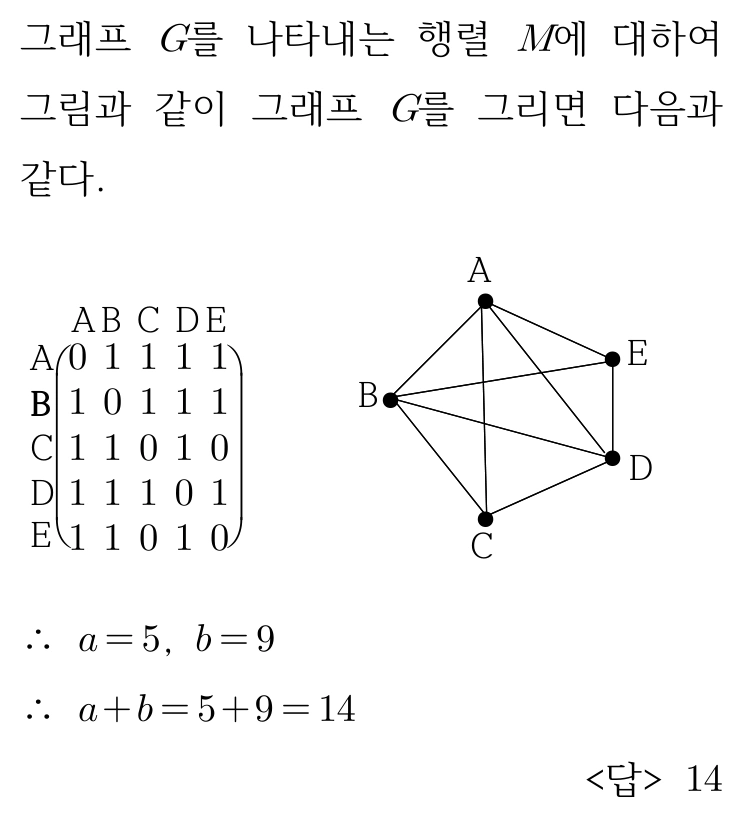 그래프 G를 나타내는 행렬 M에 대하여
그림과 같이 그래프 G를 그리면 다음과
같다.
A B C D E
A 0 1 1 1 1
B 1 0 1 1 1
C 1 1 0 1 0
D 1 1 1 0 1
E 1 1 0 1 0
A
E
B
D
C
∴ a=5, b=9
∴ a+b=5+9=14
<답> 14